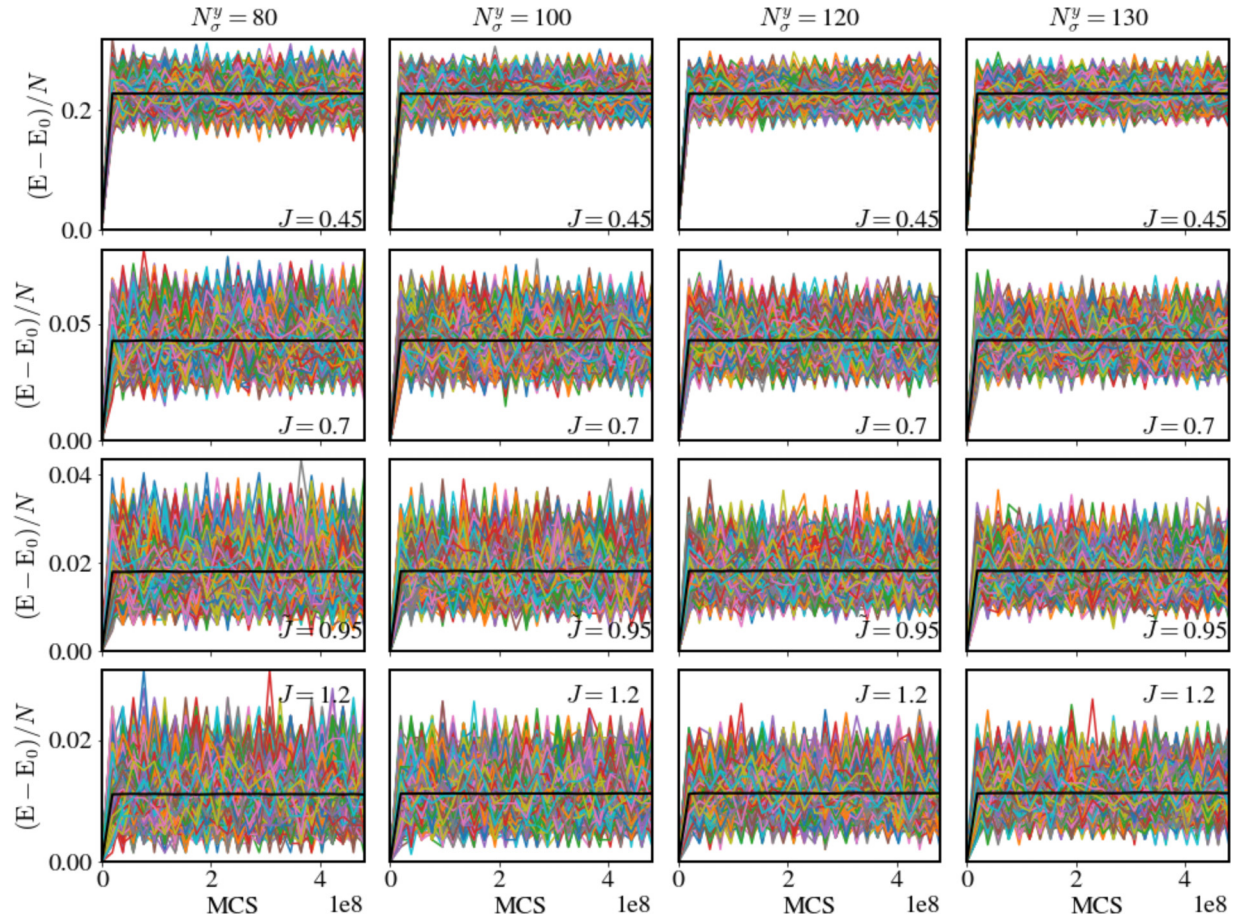 N_σ^y = 80 N_σ^y = 100 N_σ^y = 120 N_σ^y = 130
(E − E₀)/N
0.2
0.0
J = 0.45 J = 0.45 J = 0.45 J = 0.45
(E − E₀)/N
0.05
0.00
J = 0.7 J = 0.7 J = 0.7 J = 0.7
(E − E₀)/N
0.04
0.02
0.00
J = 0.95 J = 0.95 J = 0.95 J = 0.95
(E − E₀)/N
J = 1.2 J = 1.2 J = 1.2 J = 1.2
0.02
0.00
0 2 4 0 2 4 0 2 4 0 2 4
MCS 1e8 MCS 1e8 MCS 1e8 MCS 1e8